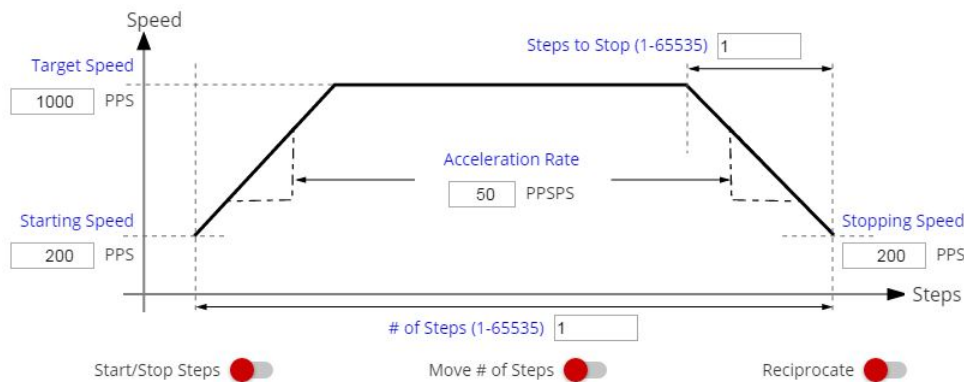 Speed
Steps to Stop (1-65535) 1
Target Speed
1000 PPS
Acceleration Rate
50 PPSPS
Starting Speed
200 PPS
Stopping Speed
200 PPS
Steps
# of Steps (1-65535) 1
Start/Stop Steps
Move # of Steps
Reciprocate